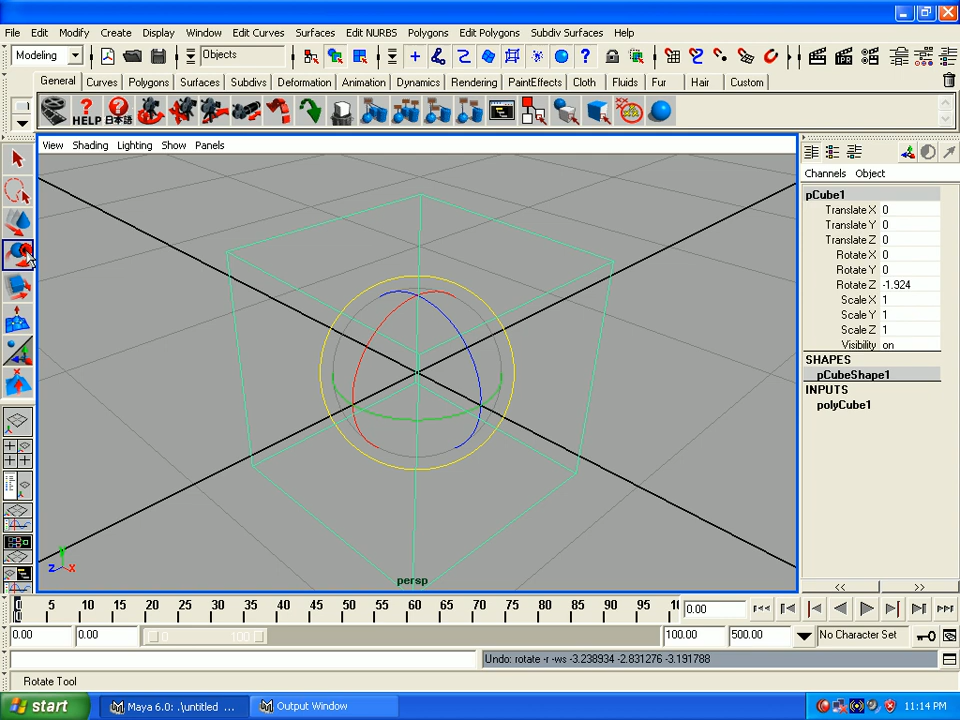 File Edit Modify Create Display Window Edit Curves Surfaces Edit NURBS Polygons Edit Polygons Subdiv Surfaces Help
Modeling Objects
General Curves Polygons Surfaces Subdivs Deformation Animation Dynamics Rendering PaintEffects Cloth Fluids Fur Hair Custom
HELP 日本語
View Shading Lighting Show Panels
Channels Object
pCube1
Translate X 0
Translate Y 0
Translate Z 0
Rotate X 0
Rotate Y 0
Rotate Z -1.924
Scale X 1
Scale Y 1
Scale Z 1
Visibility on
SHAPES
pCubeShape1
INPUTS
polyCube1
y
z x
persp
<< >>
5 10 15 20 25 30 35 40 45 50 55 60 65 70 75 80 85 90 95 10 0.00
0.00 0.00 0 100 100.00 500.00 No Character Set
Undo: rotate -r -ws -3.238934 -2.831276 -3.191788
Rotate Tool
start Maya 6.0: .\untitled ... Output Window 11:14 PM